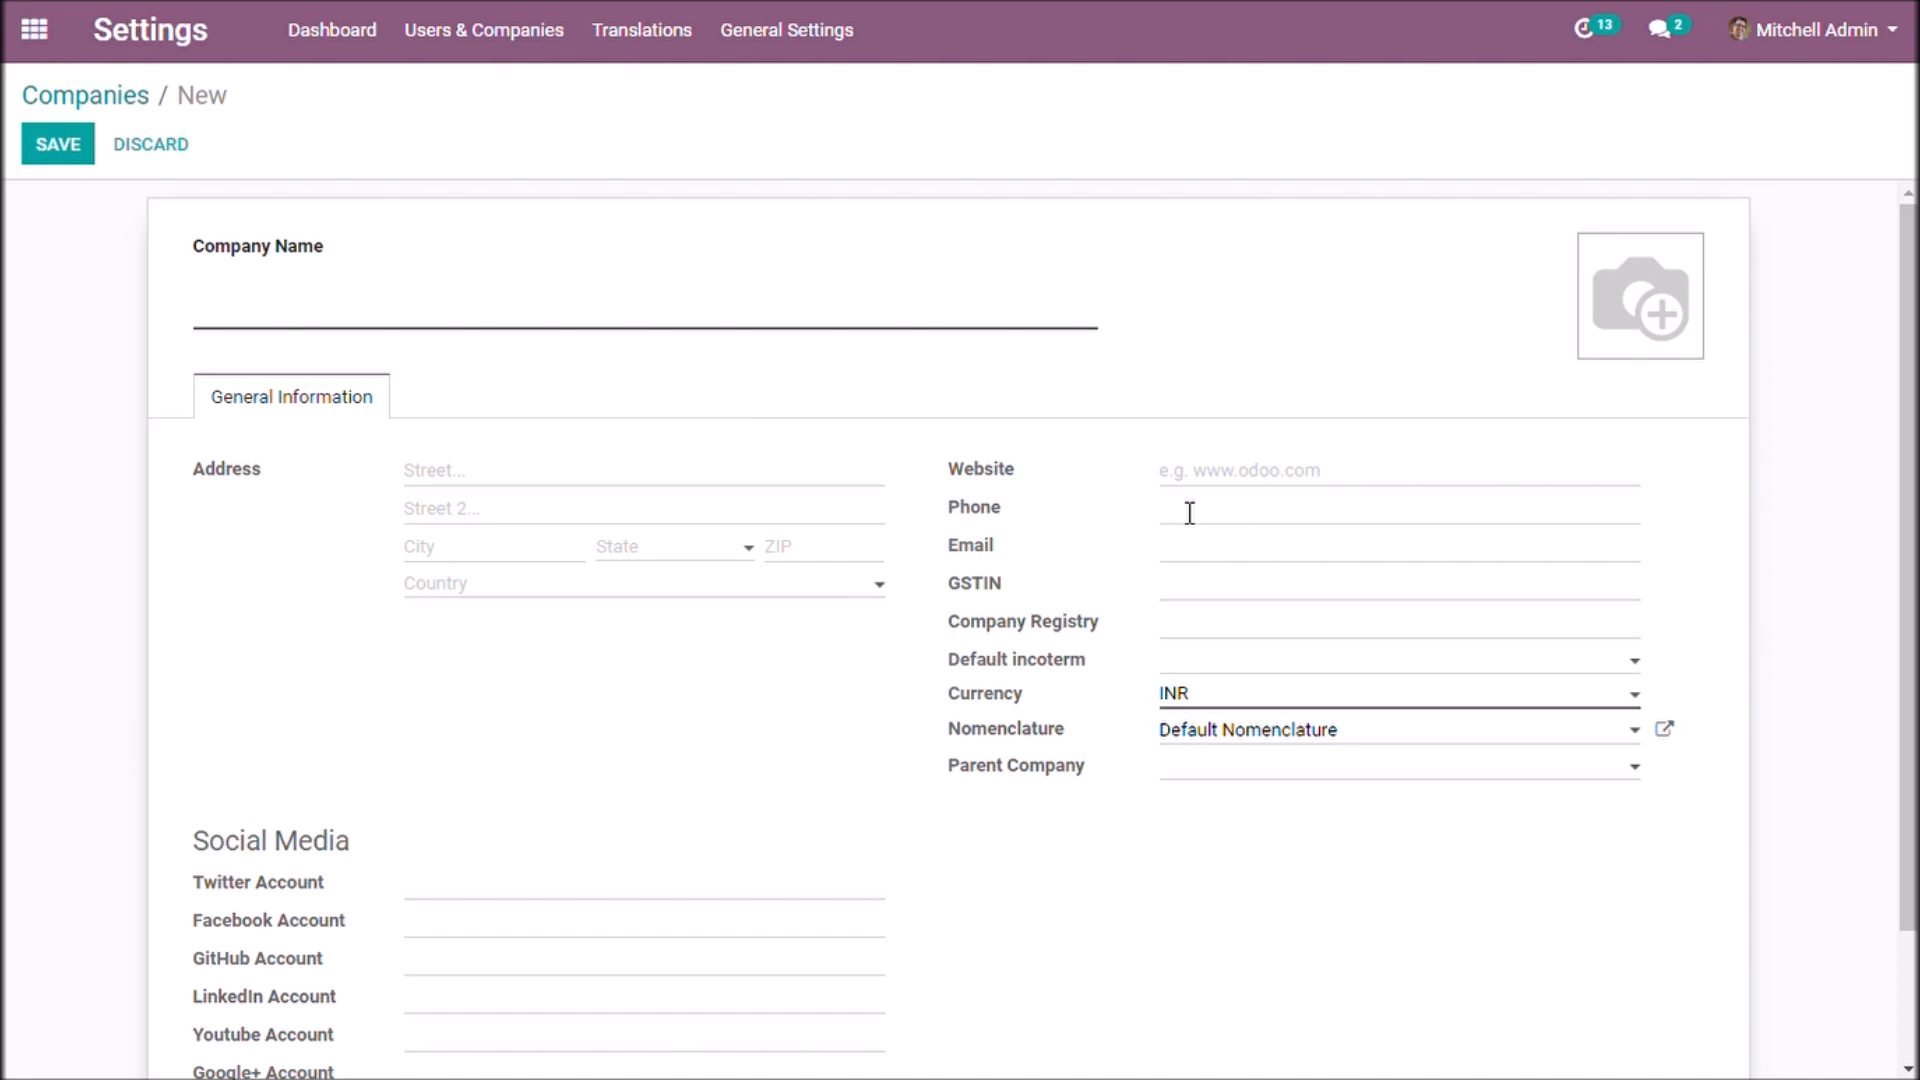 Settings Dashboard Users & Companies Translations General Settings 13 2 Mitchell Admin
Companies / New
SAVE DISCARD
Company Name
General Information
Address Street... Website e.g. www.odoo.com
Street 2... Phone
City State ZIP Email
Country GSTIN
Company Registry
Default incoterm
Currency INR
Nomenclature Default Nomenclature
Parent Company
Social Media
Twitter Account
Facebook Account
GitHub Account
LinkedIn Account
Youtube Account
Google+ Account